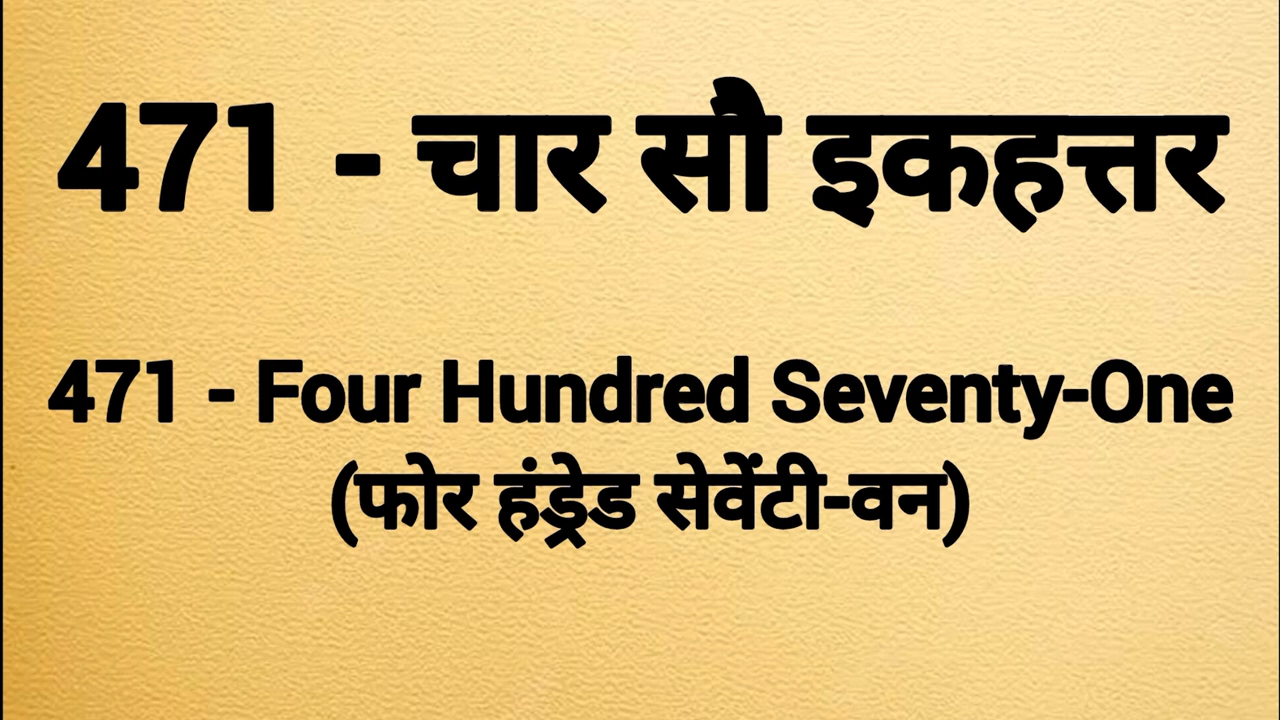 471 - चार सौ इकहत्तर
471 - Four Hundred Seventy-One
(फोर हंड्रेड सेवेंटी-वन)